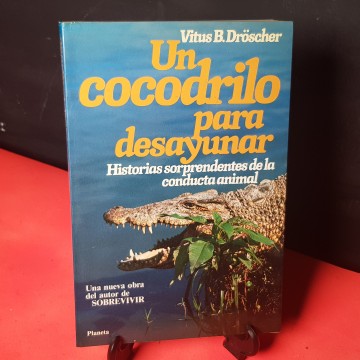 Vitus B. Dröscher
Un
cocodrilo
para
desayunar
Historias sorprendentes de la
conducta animal
Una nueva obra
del autor de
SOBREVIVIR
Planeta